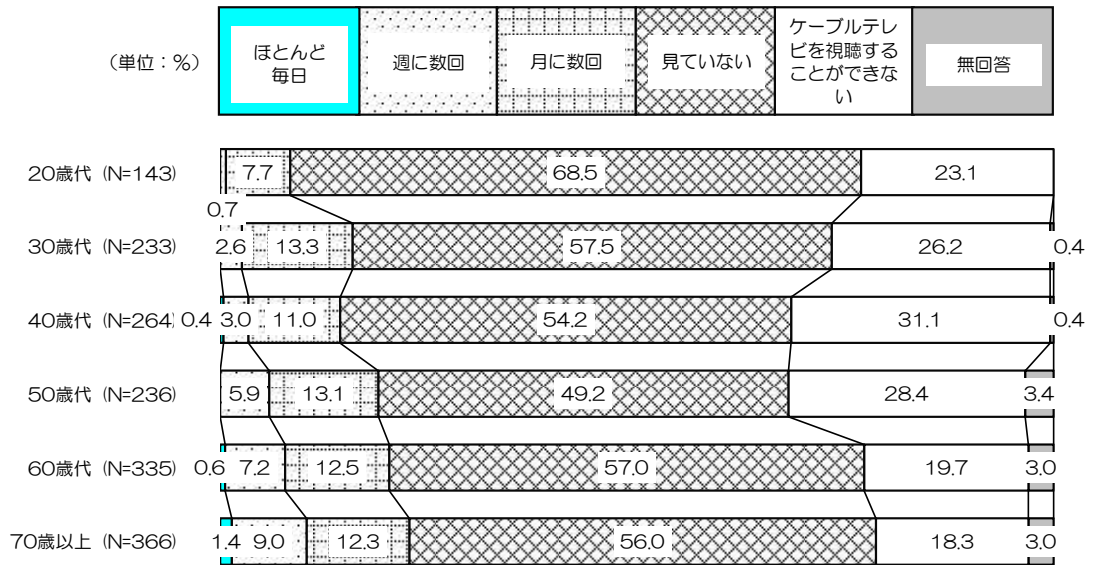 （単位：％）
ほとんど
毎日
週に数回
月に数回
見ていない
ケーブルテレ
ビを視聴する
ことができな
い
無回答
20歳代（N=143） 7.7 68.5 23.1
0.7
30歳代（N=233） 2.6 13.3 57.5 26.2 0.4
40歳代（N=264） 0.4 3.0 11.0 54.2 31.1 0.4
50歳代（N=236） 5.9 13.1 49.2 28.4 3.4
60歳代（N=335） 0.6 7.2 12.5 57.0 19.7 3.0
70歳以上（N=366） 1.4 9.0 12.3 56.0 18.3 3.0